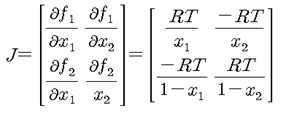 J = [ ∂f₁/∂x₁ ∂f₁/∂x₂ ; ∂f₂/∂x₁ ∂f₂/x₂ ] = [ RT/x₁ −RT/x₂ ; −RT/1−x₁ RT/1−x₂ ]